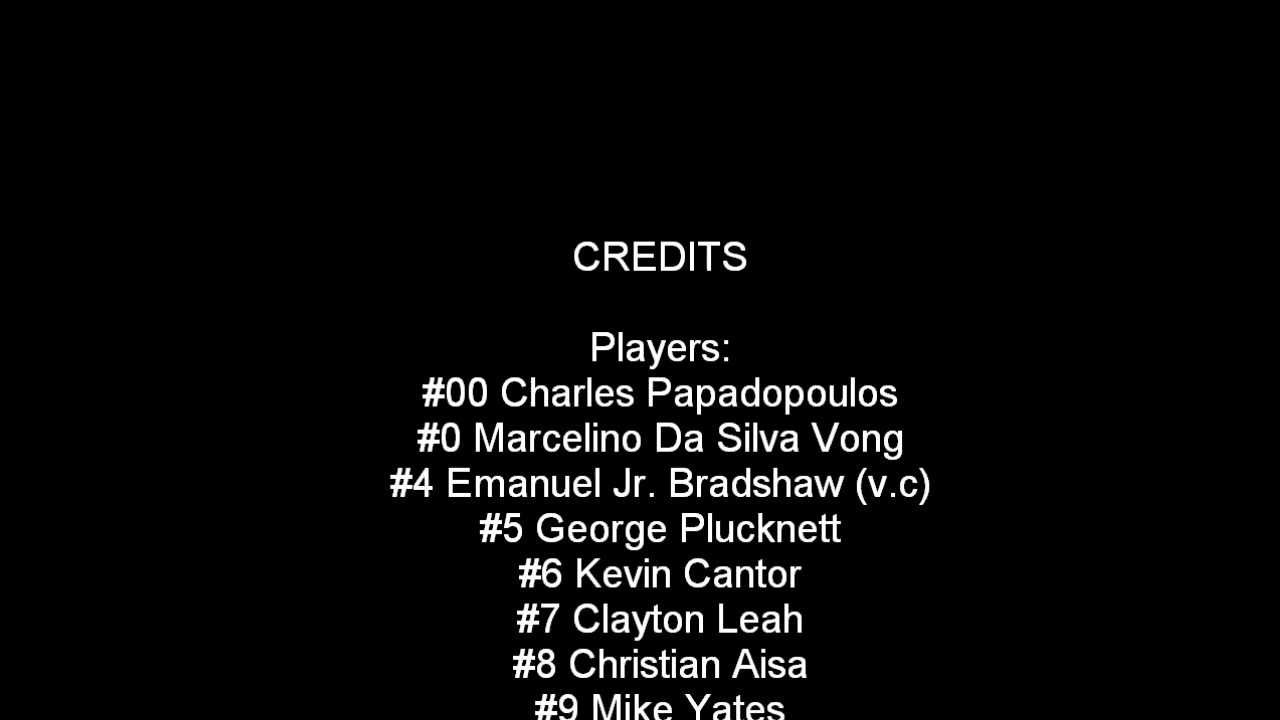 CREDITS
Players:
#00 Charles Papadopoulos
#0 Marcelino Da Silva Vong
#4 Emanuel Jr. Bradshaw (v.c)
#5 George Plucknett
#6 Kevin Cantor
#7 Clayton Leah
#8 Christian Aisa
#9 Mike Yates